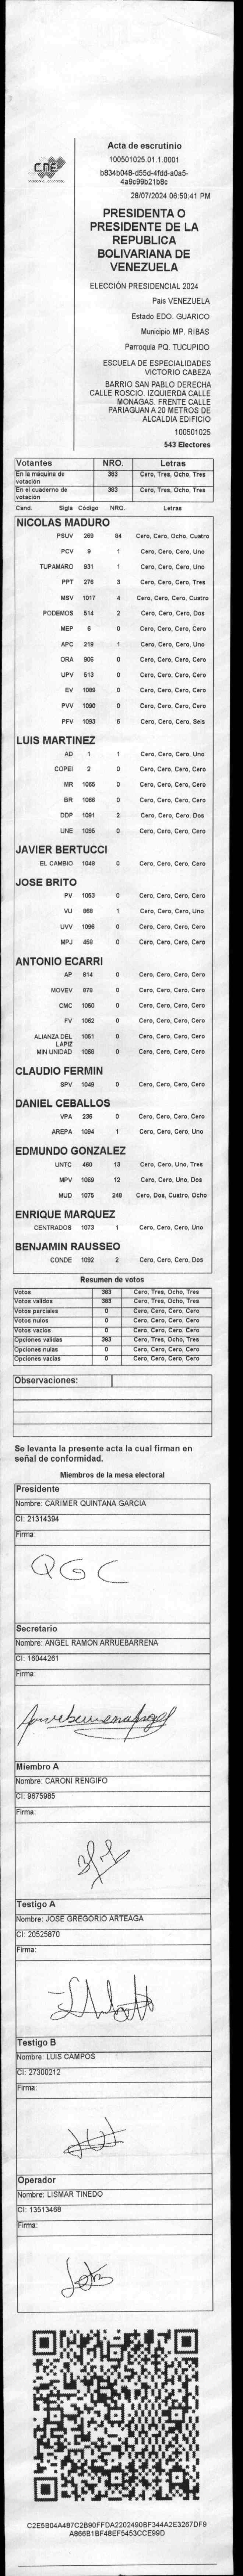 CNE
Acta de escrutinio
100501025.01.1.0001
b834b048-d55d-4fdd-a0a5-
4a9c99b21b8c
28/07/2024 06:50:41 PM
PRESIDENTA O
PRESIDENTE DE LA
REPUBLICA
BOLIVARIANA DE
VENEZUELA
ELECCIÓN PRESIDENCIAL 2024
País VENEZUELA
Estado EDO. GUARICO
Municipio MP. RIBAS
Parroquia PQ. TUCUPIDO
ESCUELA DE ESPECIALIDADES
VICTORIO CABEZA
BARRIO SAN PABLO DERECHA
CALLE ROSCIO. IZQUIERDA CALLE
MONAGAS. FRENTE CALLE
PARIAGUAN A 20 METROS DE
ALCALDIA EDIFICIO
100501025
543 Electores
Votantes NRO. Letras
En la máquina de votación 383 Cero, Tres, Ocho, Tres
En el cuaderno de votación 383 Cero, Tres, Ocho, Tres
Cand. Sigla Código NRO. Letras
NICOLAS MADURO
PSUV 269 84 Cero, Cero, Ocho, Cuatro
PCV 9 1 Cero, Cero, Cero, Uno
TUPAMARO 931 1 Cero, Cero, Cero, Uno
PPT 276 3 Cero, Cero, Cero, Tres
MSV 1017 4 Cero, Cero, Cero, Cuatro
PODEMOS 514 2 Cero, Cero, Cero, Dos
MEP 6 0 Cero, Cero, Cero, Cero
APC 219 1 Cero, Cero, Cero, Uno
ORA 906 0 Cero, Cero, Cero, Cero
UPV 513 0 Cero, Cero, Cero, Cero
EV 1089 0 Cero, Cero, Cero, Cero
PVV 1090 0 Cero, Cero, Cero, Cero
PFV 1093 6 Cero, Cero, Cero, Seis
LUIS MARTINEZ
AD 1 1 Cero, Cero, Cero, Uno
COPEI 2 0 Cero, Cero, Cero, Cero
MR 1065 0 Cero, Cero, Cero, Cero
BR 1066 0 Cero, Cero, Cero, Cero
DDP 1091 2 Cero, Cero, Cero, Dos
UNE 1095 0 Cero, Cero, Cero, Cero
JAVIER BERTUCCI
EL CAMBIO 1048 0 Cero, Cero, Cero, Cero
JOSE BRITO
PV 1053 0 Cero, Cero, Cero, Cero
VU 868 1 Cero, Cero, Cero, Uno
UVV 1096 0 Cero, Cero, Cero, Cero
MPJ 458 0 Cero, Cero, Cero, Cero
ANTONIO ECARRI
AP 814 0 Cero, Cero, Cero, Cero
MOVEV 878 0 Cero, Cero, Cero, Cero
CMC 1050 0 Cero, Cero, Cero, Cero
FV 1062 0 Cero, Cero, Cero, Cero
ALIANZA DEL LAPIZ 1051 0 Cero, Cero, Cero, Cero
MIN UNIDAD 1068 0 Cero, Cero, Cero, Cero
CLAUDIO FERMIN
SPV 1049 0 Cero, Cero, Cero, Cero
DANIEL CEBALLOS
VPA 236 0 Cero, Cero, Cero, Cero
AREPA 1094 1 Cero, Cero, Cero, Uno
EDMUNDO GONZALEZ
UNTC 460 13 Cero, Cero, Uno, Tres
MPV 1069 12 Cero, Cero, Uno, Dos
MUD 1075 248 Cero, Dos, Cuatro, Ocho
ENRIQUE MARQUEZ
CENTRADOS 1073 1 Cero, Cero, Cero, Uno
BENJAMIN RAUSSEO
CONDE 1092 2 Cero, Cero, Cero, Dos
Resumen de votos
Votos 383 Cero, Tres, Ocho, Tres
Votos válidos 383 Cero, Tres, Ocho, Tres
Votos parciales 0 Cero, Cero, Cero, Cero
Votos nulos 0 Cero, Cero, Cero, Cero
Votos vacíos 0 Cero, Cero, Cero, Cero
Opciones válidas 383 Cero, Tres, Ocho, Tres
Opciones nulas 0 Cero, Cero, Cero, Cero
Opciones vacías 0 Cero, Cero, Cero, Cero
Observaciones:
Se levanta la presente acta la cual firman en
señal de conformidad.
Miembros de la mesa electoral
Presidente
Nombre: CARIMER QUINTANA GARCIA
CI: 21314394
Firma:
QGC
Secretario
Nombre: ANGEL RAMON ARRUEBARRENA
CI: 16044261
Firma:
Miembro A
Nombre: CARONI RENGIFO
CI: 9675985
Firma:
Testigo A
Nombre: JOSE GREGORIO ARTEAGA
CI: 20525870
Firma:
Testigo B
Nombre: LUIS CAMPOS
CI: 27300212
Firma:
Operador
Nombre: LISMAR TINEDO
CI: 13513468
Firma:
C2E5B04A487C2B90FFDA2202490BF344A2E3267DF9
A866B1BF48EF5453CCE99D